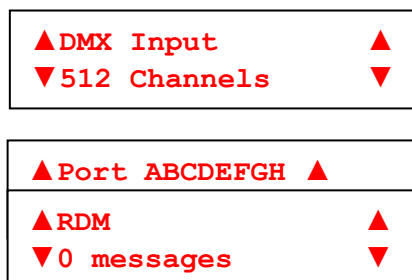 ▲DMX Input ▲
▼512 Channels ▼
▲Port ABCDEFGH ▲
▲RDM ▲
▼0 messages ▼